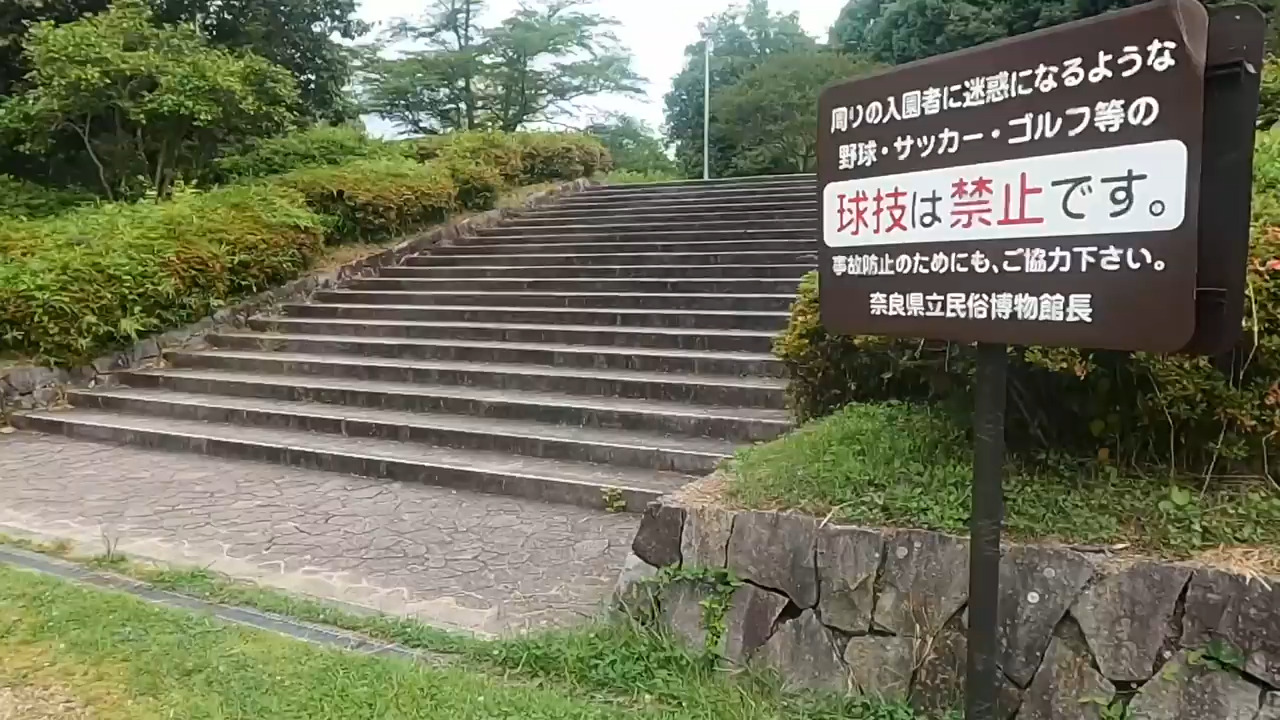 周りの入園者に迷惑になるような
野球・サッカー・ゴルフ等の
球技は禁止です。
事故防止のためにも、ご協力下さい。
奈良県立民俗博物館長